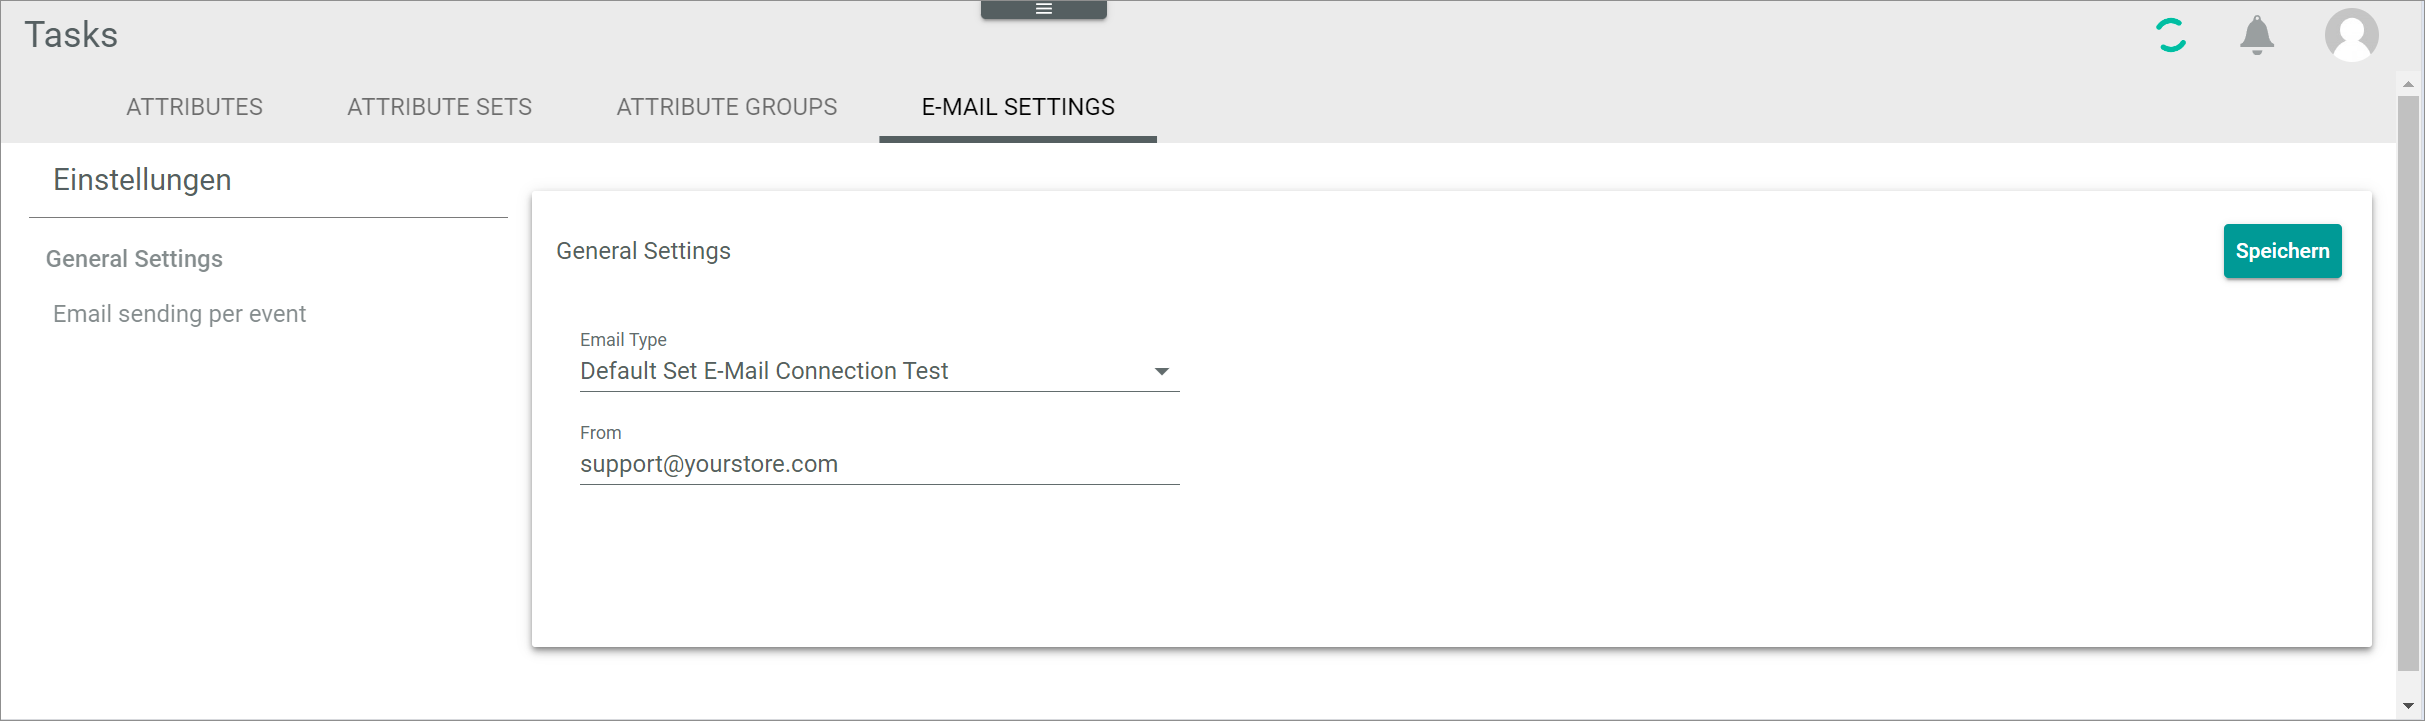 Tasks
ATTRIBUTES ATTRIBUTE SETS ATTRIBUTE GROUPS E-MAIL SETTINGS
Einstellungen
General Settings
Email sending per event
General Settings
Speichern
Email Type
Default Set E-Mail Connection Test
From
support@yourstore.com